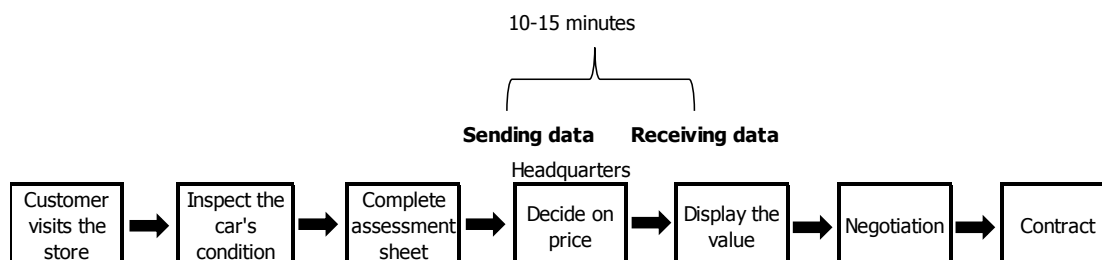 10-15 minutes
Sending data
Receiving data
Headquarters
Customer
visits the
store
Inspect the
car's
condition
Complete
assessment
sheet
Decide on
price
Display the
value
Negotiation
Contract